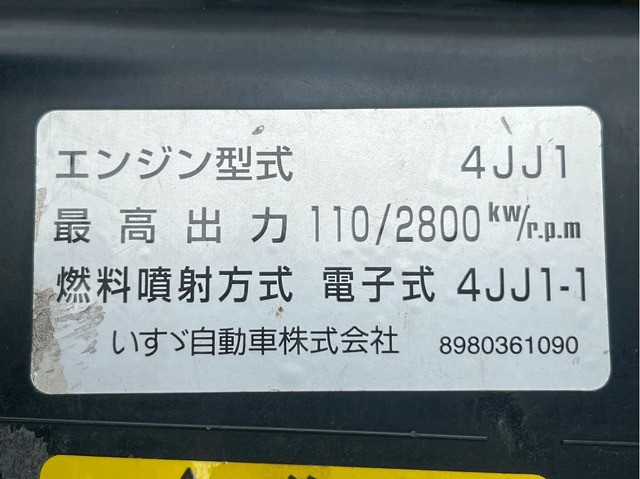 エンジン型式 4JJ1
最高出力 110/2800 kw/r.p.m
燃料噴射方式 電子式 4JJ1-1
いすゞ自動車株式会社 8980361090